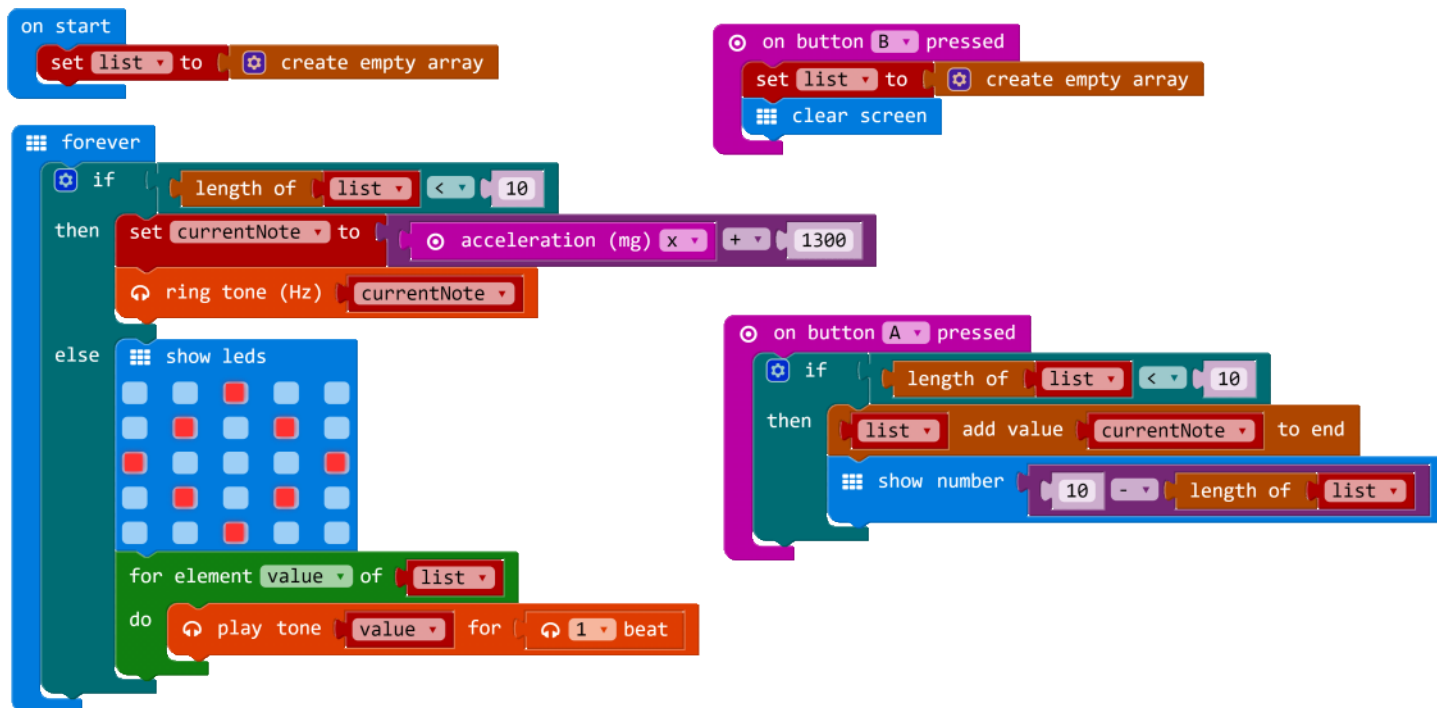 on start
set list to create empty array
forever
if length of list < 10
then set currentNote to acceleration (mg) x + 1300
ring tone (Hz) currentNote
else show leds
for element value of list
do play tone value for 1 beat
on button B pressed
set list to create empty array
clear screen
on button A pressed
if length of list < 10
then list add value currentNote to end
show number 10 - length of list